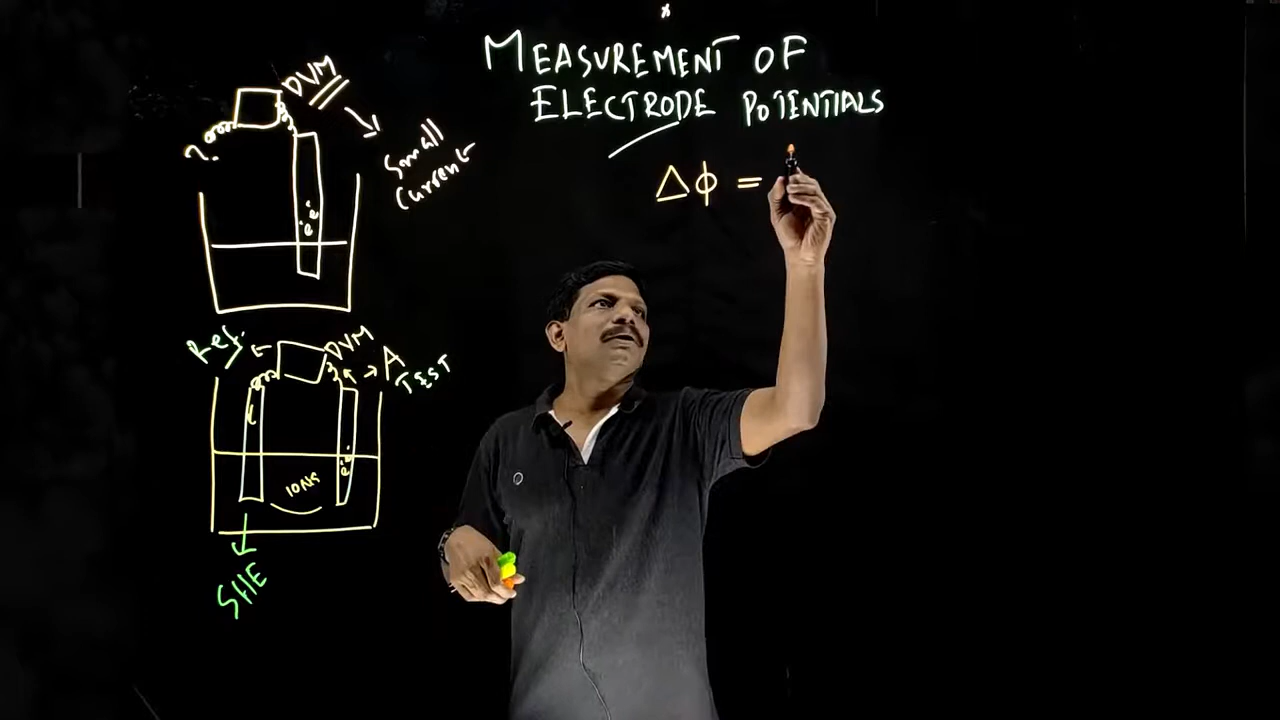 MEASUREMENT OF
ELECTRODE POTENTIALS
Δϕ =
DVM
Small
Current
?
e e
e
Ref.
DVM
A
TEST
IONS
e
e
SHE